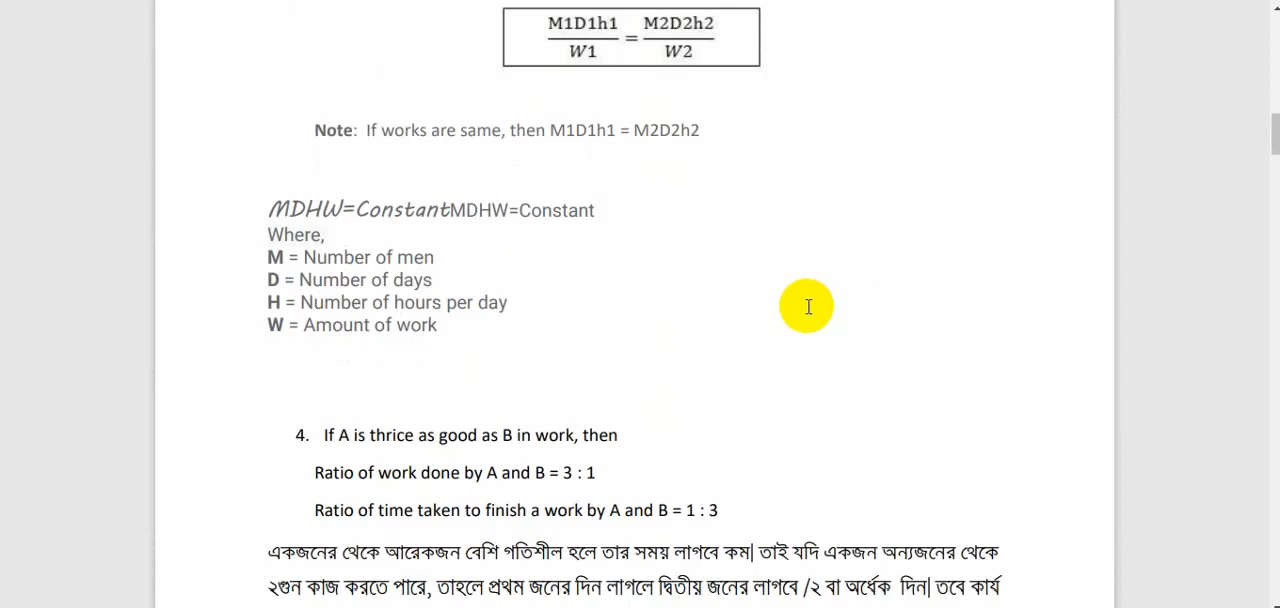 M1D1h1 / W1 = M2D2h2 / W2
Note: If works are same, then M1D1h1 = M2D2h2
MDHW=ConstantMDHW=Constant
Where,
M = Number of men
D = Number of days
H = Number of hours per day
W = Amount of work
4. If A is thrice as good as B in work, then
Ratio of work done by A and B = 3 : 1
Ratio of time taken to finish a work by A and B = 1 : 3
একজনের থেকে আরেকজন বেশি গতিশীল হলে তার সময় লাগবে কম| তাই যদি একজন অন্যজনের থেকে
২গুন কাজ করতে পারে, তাহলে প্রথম জনের দিন লাগলে দ্বিতীয় জনের লাগবে /২ বা অর্ধেক দিন| তবে কার্য